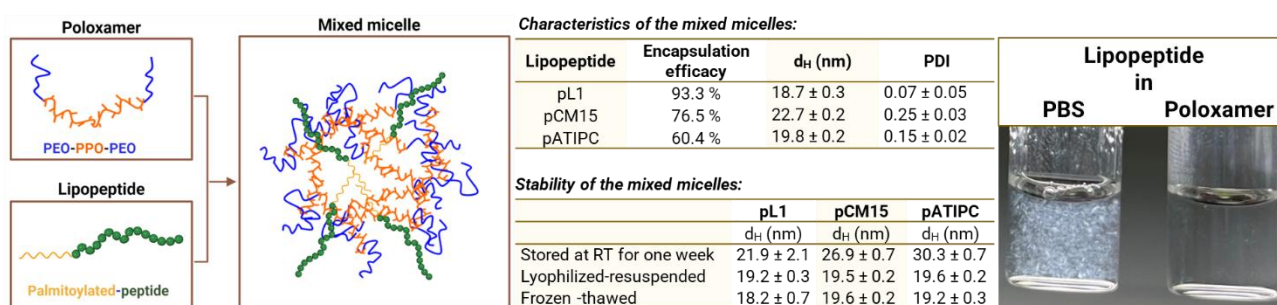 Poloxamer
PEO-PPO-PEO
Lipopeptide
Palmitoylated-peptide
Mixed micelle
Characteristics of the mixed micelles:
Lipopeptide Encapsulation efficacy dH (nm) PDI
pL1 93.3 % 18.7 ± 0.3 0.07 ± 0.05
pCM15 76.5 % 22.7 ± 0.2 0.25 ± 0.03
pATIPC 60.4 % 19.8 ± 0.2 0.15 ± 0.02
Stability of the mixed micelles:
pL1 pCM15 pATIPC
dH (nm) dH (nm) dH (nm)
Stored at RT for one week 21.9 ± 2.1 26.9 ± 0.7 30.3 ± 0.7
Lyophilized-resuspended 19.2 ± 0.3 19.5 ± 0.2 19.6 ± 0.2
Frozen -thawed 18.2 ± 0.7 19.6 ± 0.2 19.2 ± 0.3
Lipopeptide
in
PBS Poloxamer